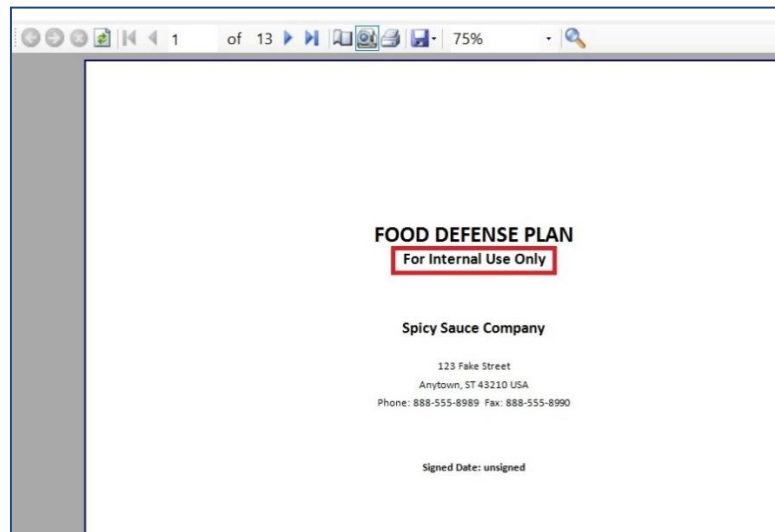 1 of 13 75%
FOOD DEFENSE PLAN
For Internal Use Only
Spicy Sauce Company
123 Fake Street
Anytown, ST 43210 USA
Phone: 888-555-8989 Fax: 888-555-8990
Signed Date: unsigned